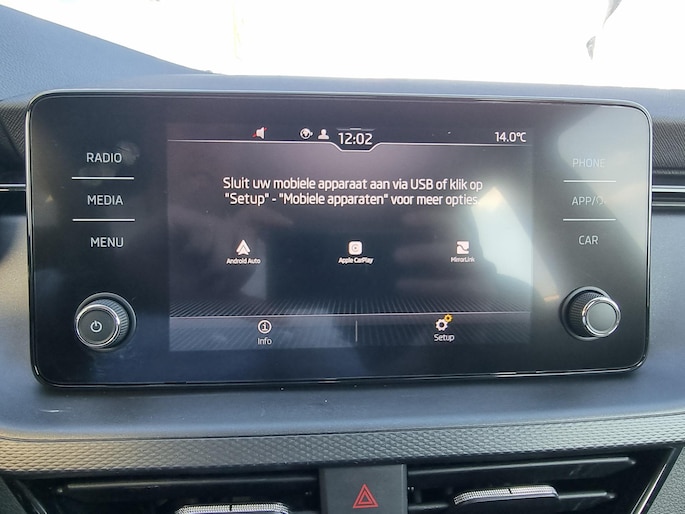 12:02
14.0°C
RADIO
MEDIA
MENU
Sluit uw mobiele apparaat aan via USB of klik op
"Setup" - "Mobiele apparaten" voor meer opties.
Android Auto
Apple CarPlay
MirrorLink
Info
Setup
PHONE
APP/
CAR